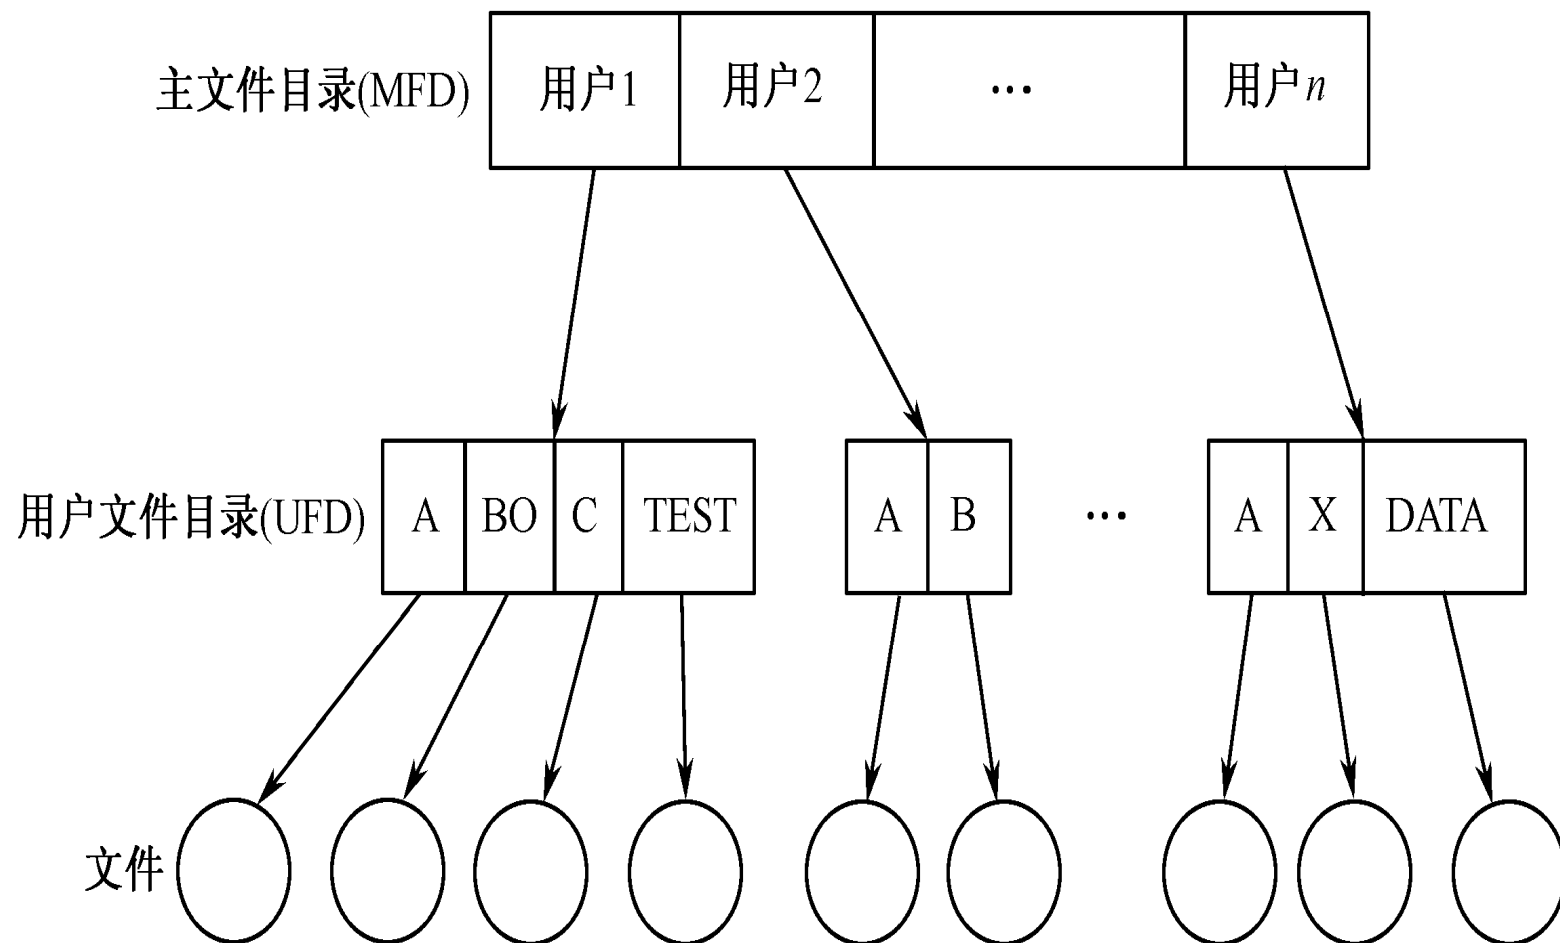 主文件目录(MFD) 用户1 用户2 ··· 用户n
用户文件目录(UFD) A BO C TEST A B ··· A X DATA
文件